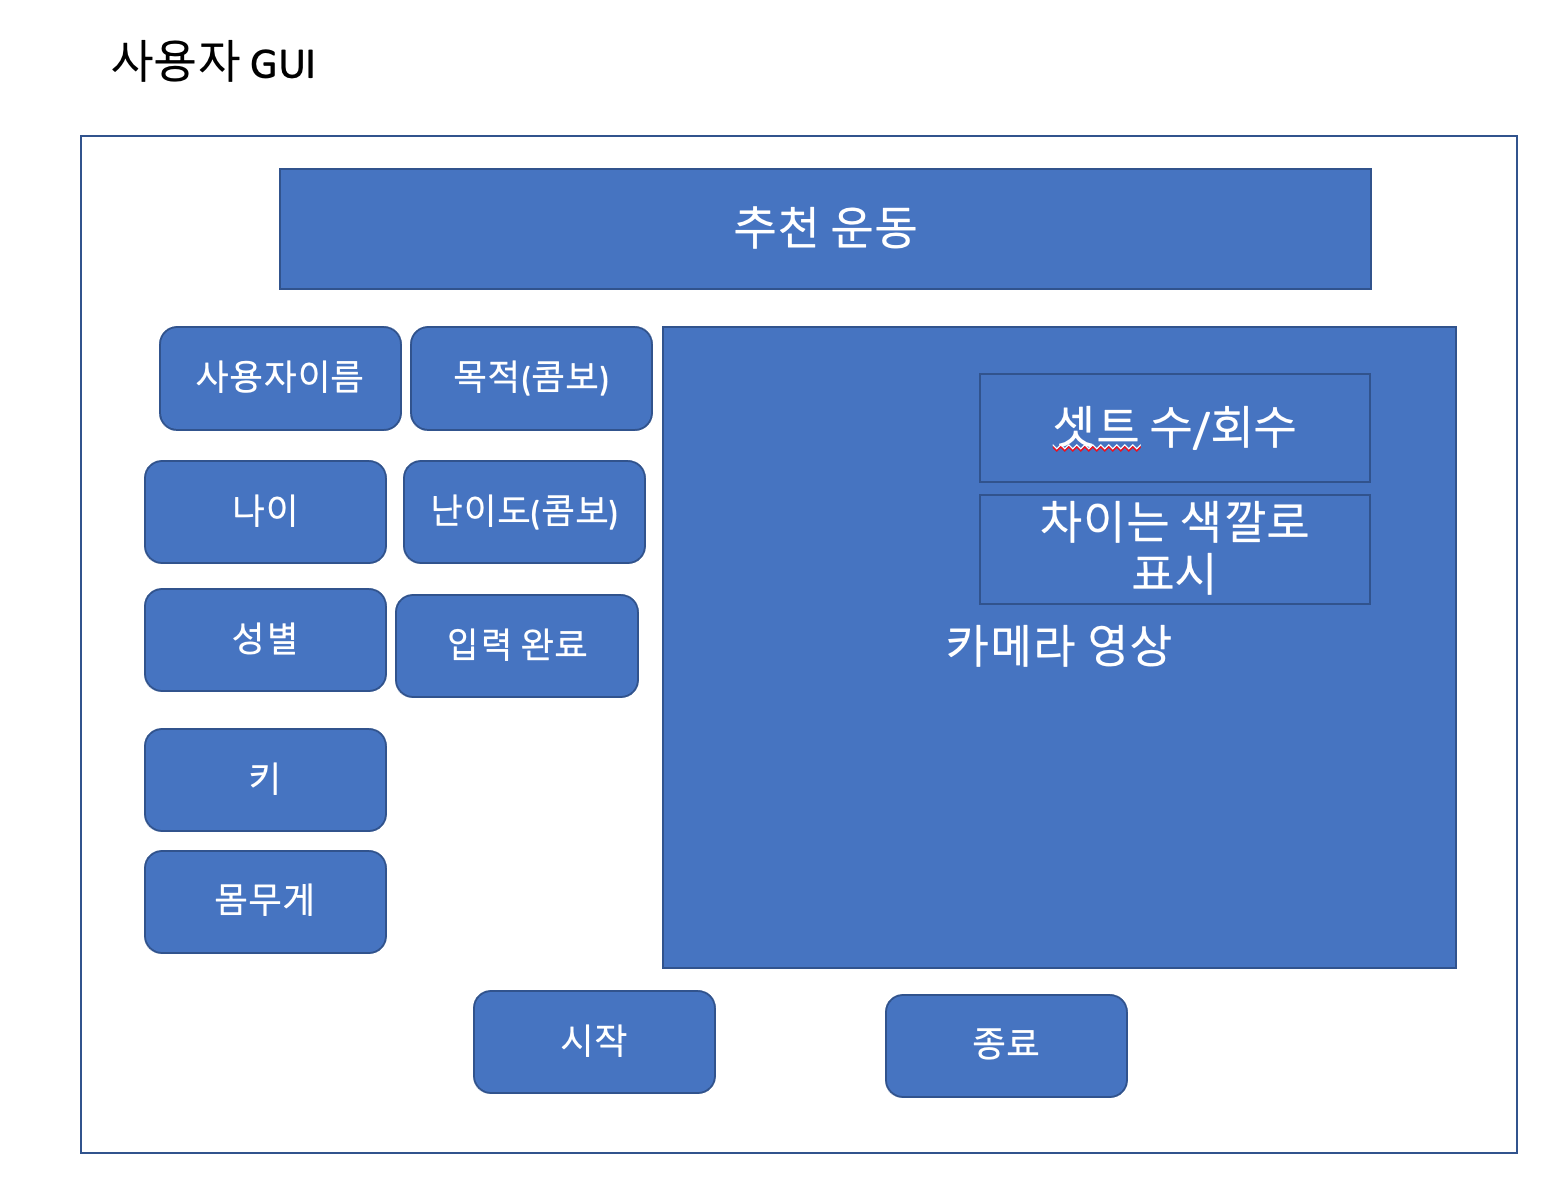 사용자 GUI
추천 운동
사용자이름
목적(콤보)
나이
난이도(콤보)
성별
입력 완료
키
몸무게
셋트 수/회수
차이는 색깔로
표시
카메라 영상
시작
종료